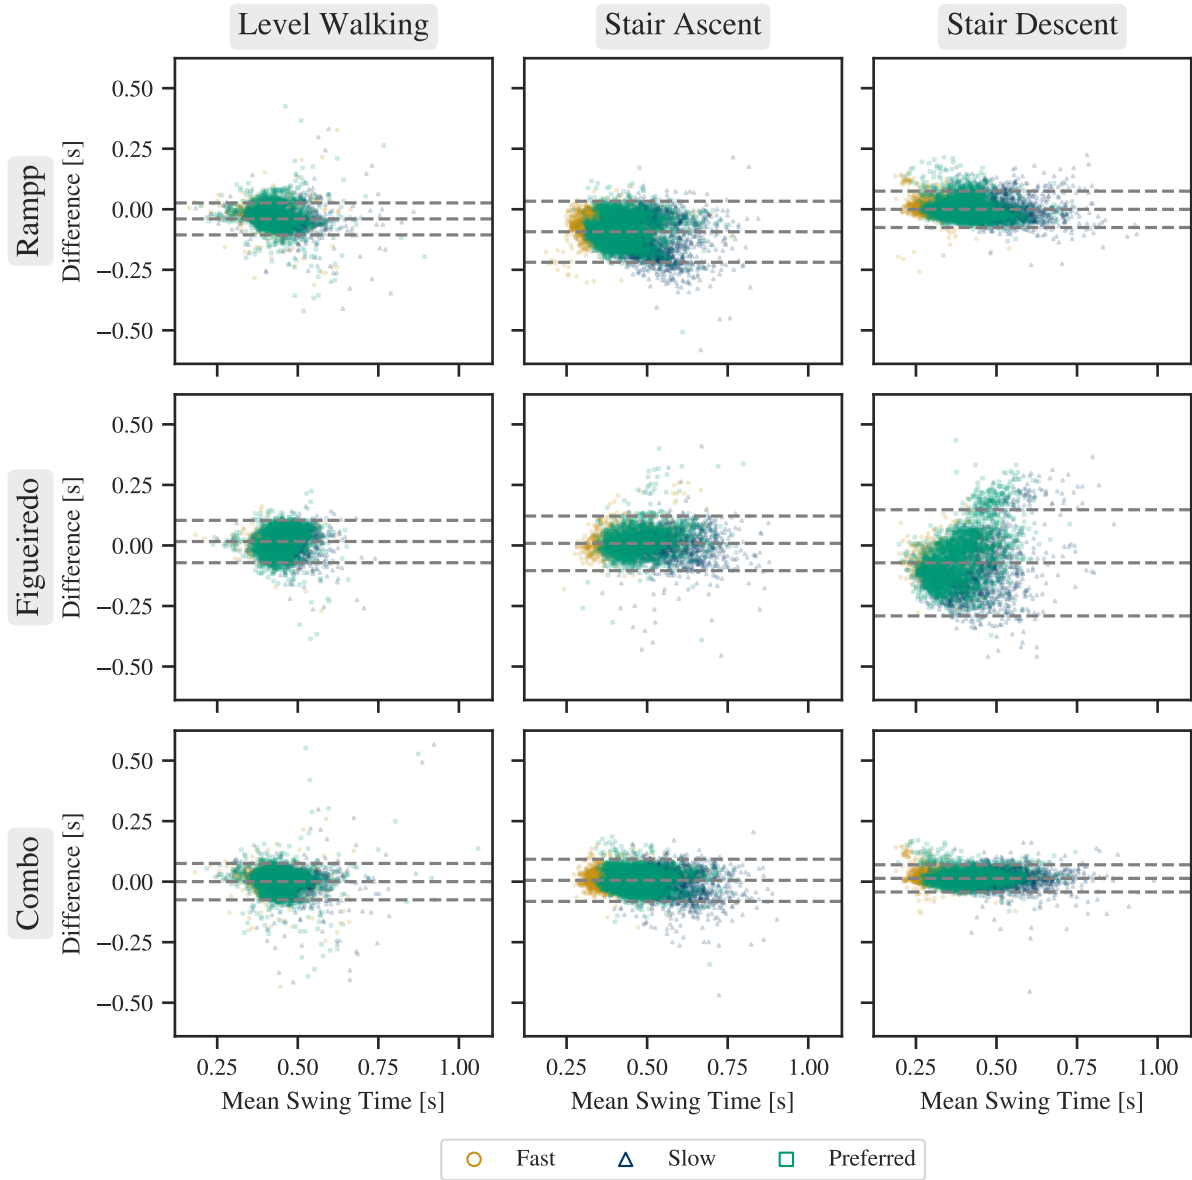 Level Walking Stair Ascent Stair Descent
Rampp
Difference [s]
0.50
0.25
0.00
−0.25
−0.50
Figueiredo
Difference [s]
0.50
0.25
0.00
−0.25
−0.50
Combo
Difference [s]
0.50
0.25
0.00
−0.25
−0.50
0.25 0.50 0.75 1.00 0.25 0.50 0.75 1.00 0.25 0.50 0.75 1.00
Mean Swing Time [s] Mean Swing Time [s] Mean Swing Time [s]
Fast Slow Preferred